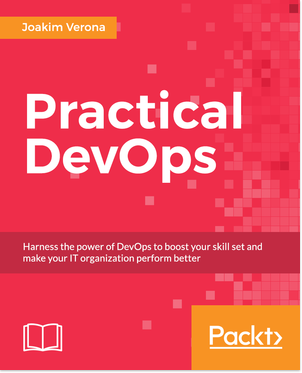 Joakim Verona
Practical
DevOps
Harness the power of DevOps to boost your skill set and
make your IT organization perform better
Packt>